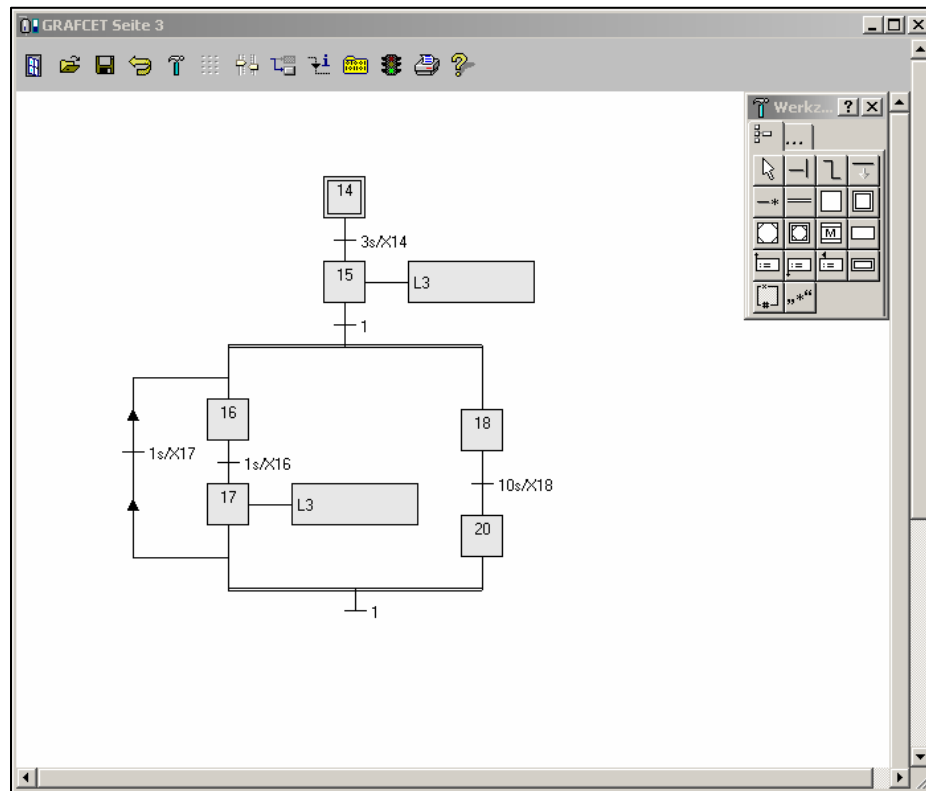 GRAFCET Seite 3
Werkz...
...
14
3s/X14
15
L3
1
16
18
1s/X17
1s/X16
10s/X18
17
L3
20
1
M
:=
:=
:=
„*“